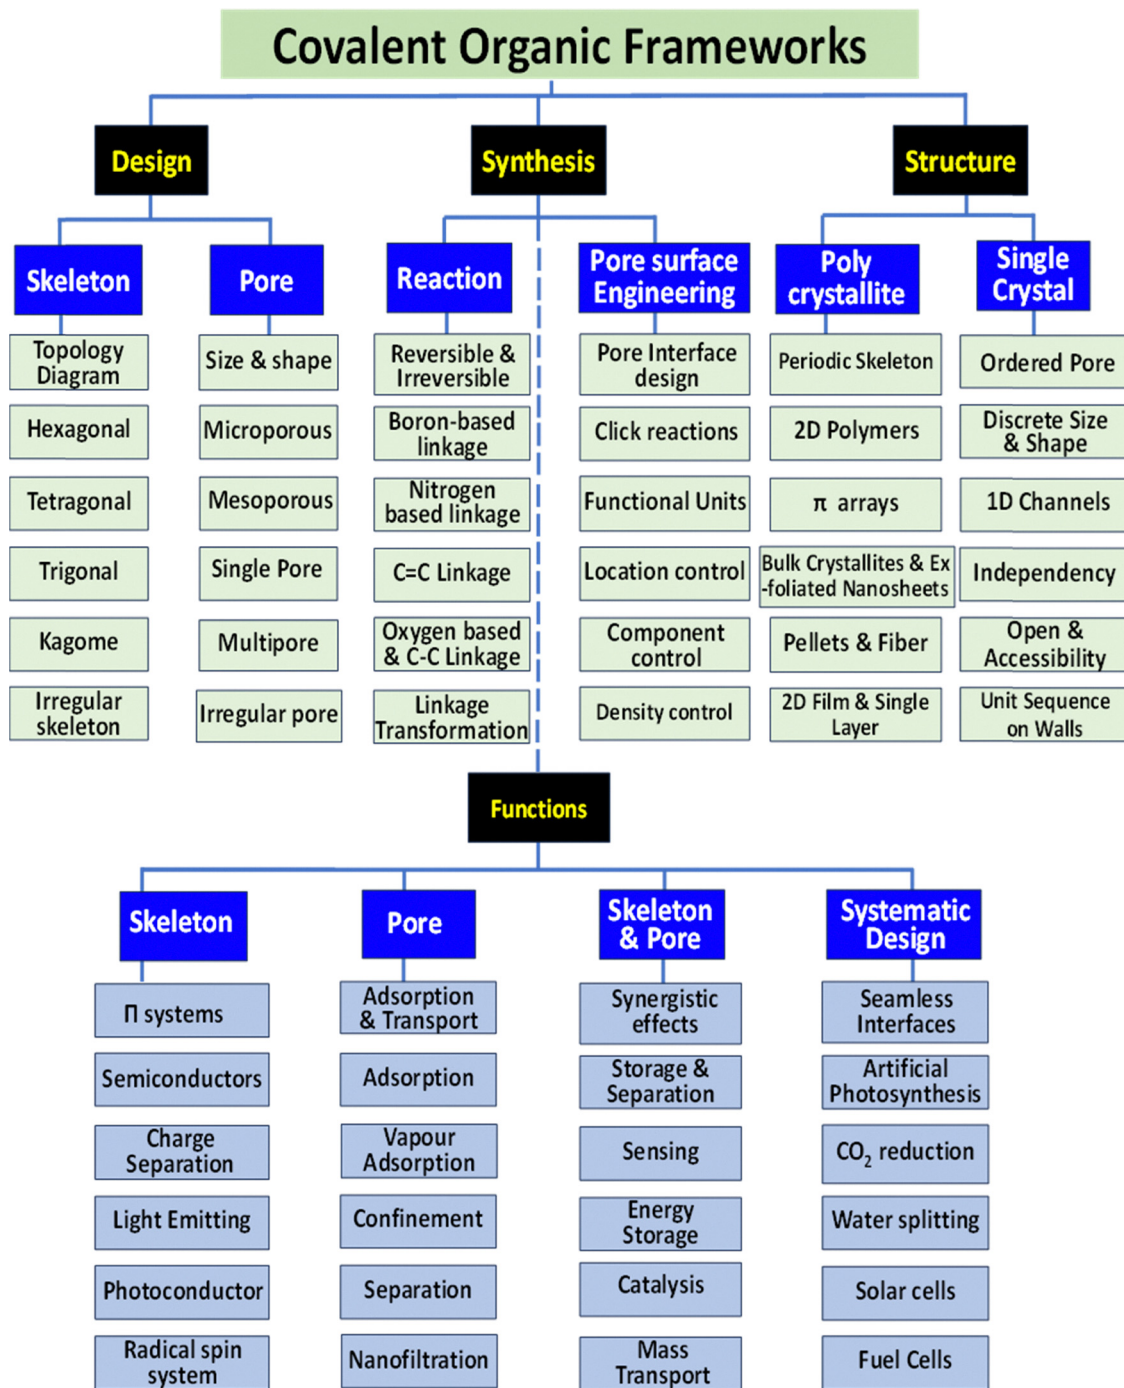 Covalent Organic Frameworks
Design
Synthesis
Structure
Skeleton
Pore
Reaction
Pore surface
Engineering
Poly
crystallite
Single
Crystal
Topology
Diagram
Size & shape
Reversible &
Irreversible
Pore Interface
design
Periodic Skeleton
Ordered Pore
Hexagonal
Microporous
Boron-based
linkage
Click reactions
2D Polymers
Discrete Size
& Shape
Tetragonal
Mesoporous
Nitrogen
based linkage
Functional Units
π arrays
1D Channels
Trigonal
Single Pore
C=C Linkage
Location control
Bulk Crystallites & Ex
-foliated Nanosheets
Independency
Kagome
Multipore
Oxygen based
& C-C Linkage
Component
control
Pellets & Fiber
Open &
Accessibility
Irregular
skeleton
Irregular pore
Linkage
Transformation
Density control
2D Film & Single
Layer
Unit Sequence
on Walls
Functions
Skeleton
Pore
Skeleton
& Pore
Systematic
Design
Π systems
Adsorption
& Transport
Synergistic
effects
Seamless
Interfaces
Semiconductors
Adsorption
Storage &
Separation
Artificial
Photosynthesis
Charge
Separation
Vapour
Adsorption
Sensing
CO₂ reduction
Light Emitting
Confinement
Energy
Storage
Water splitting
Photoconductor
Separation
Catalysis
Solar cells
Radical spin
system
Nanofiltration
Mass
Transport
Fuel Cells